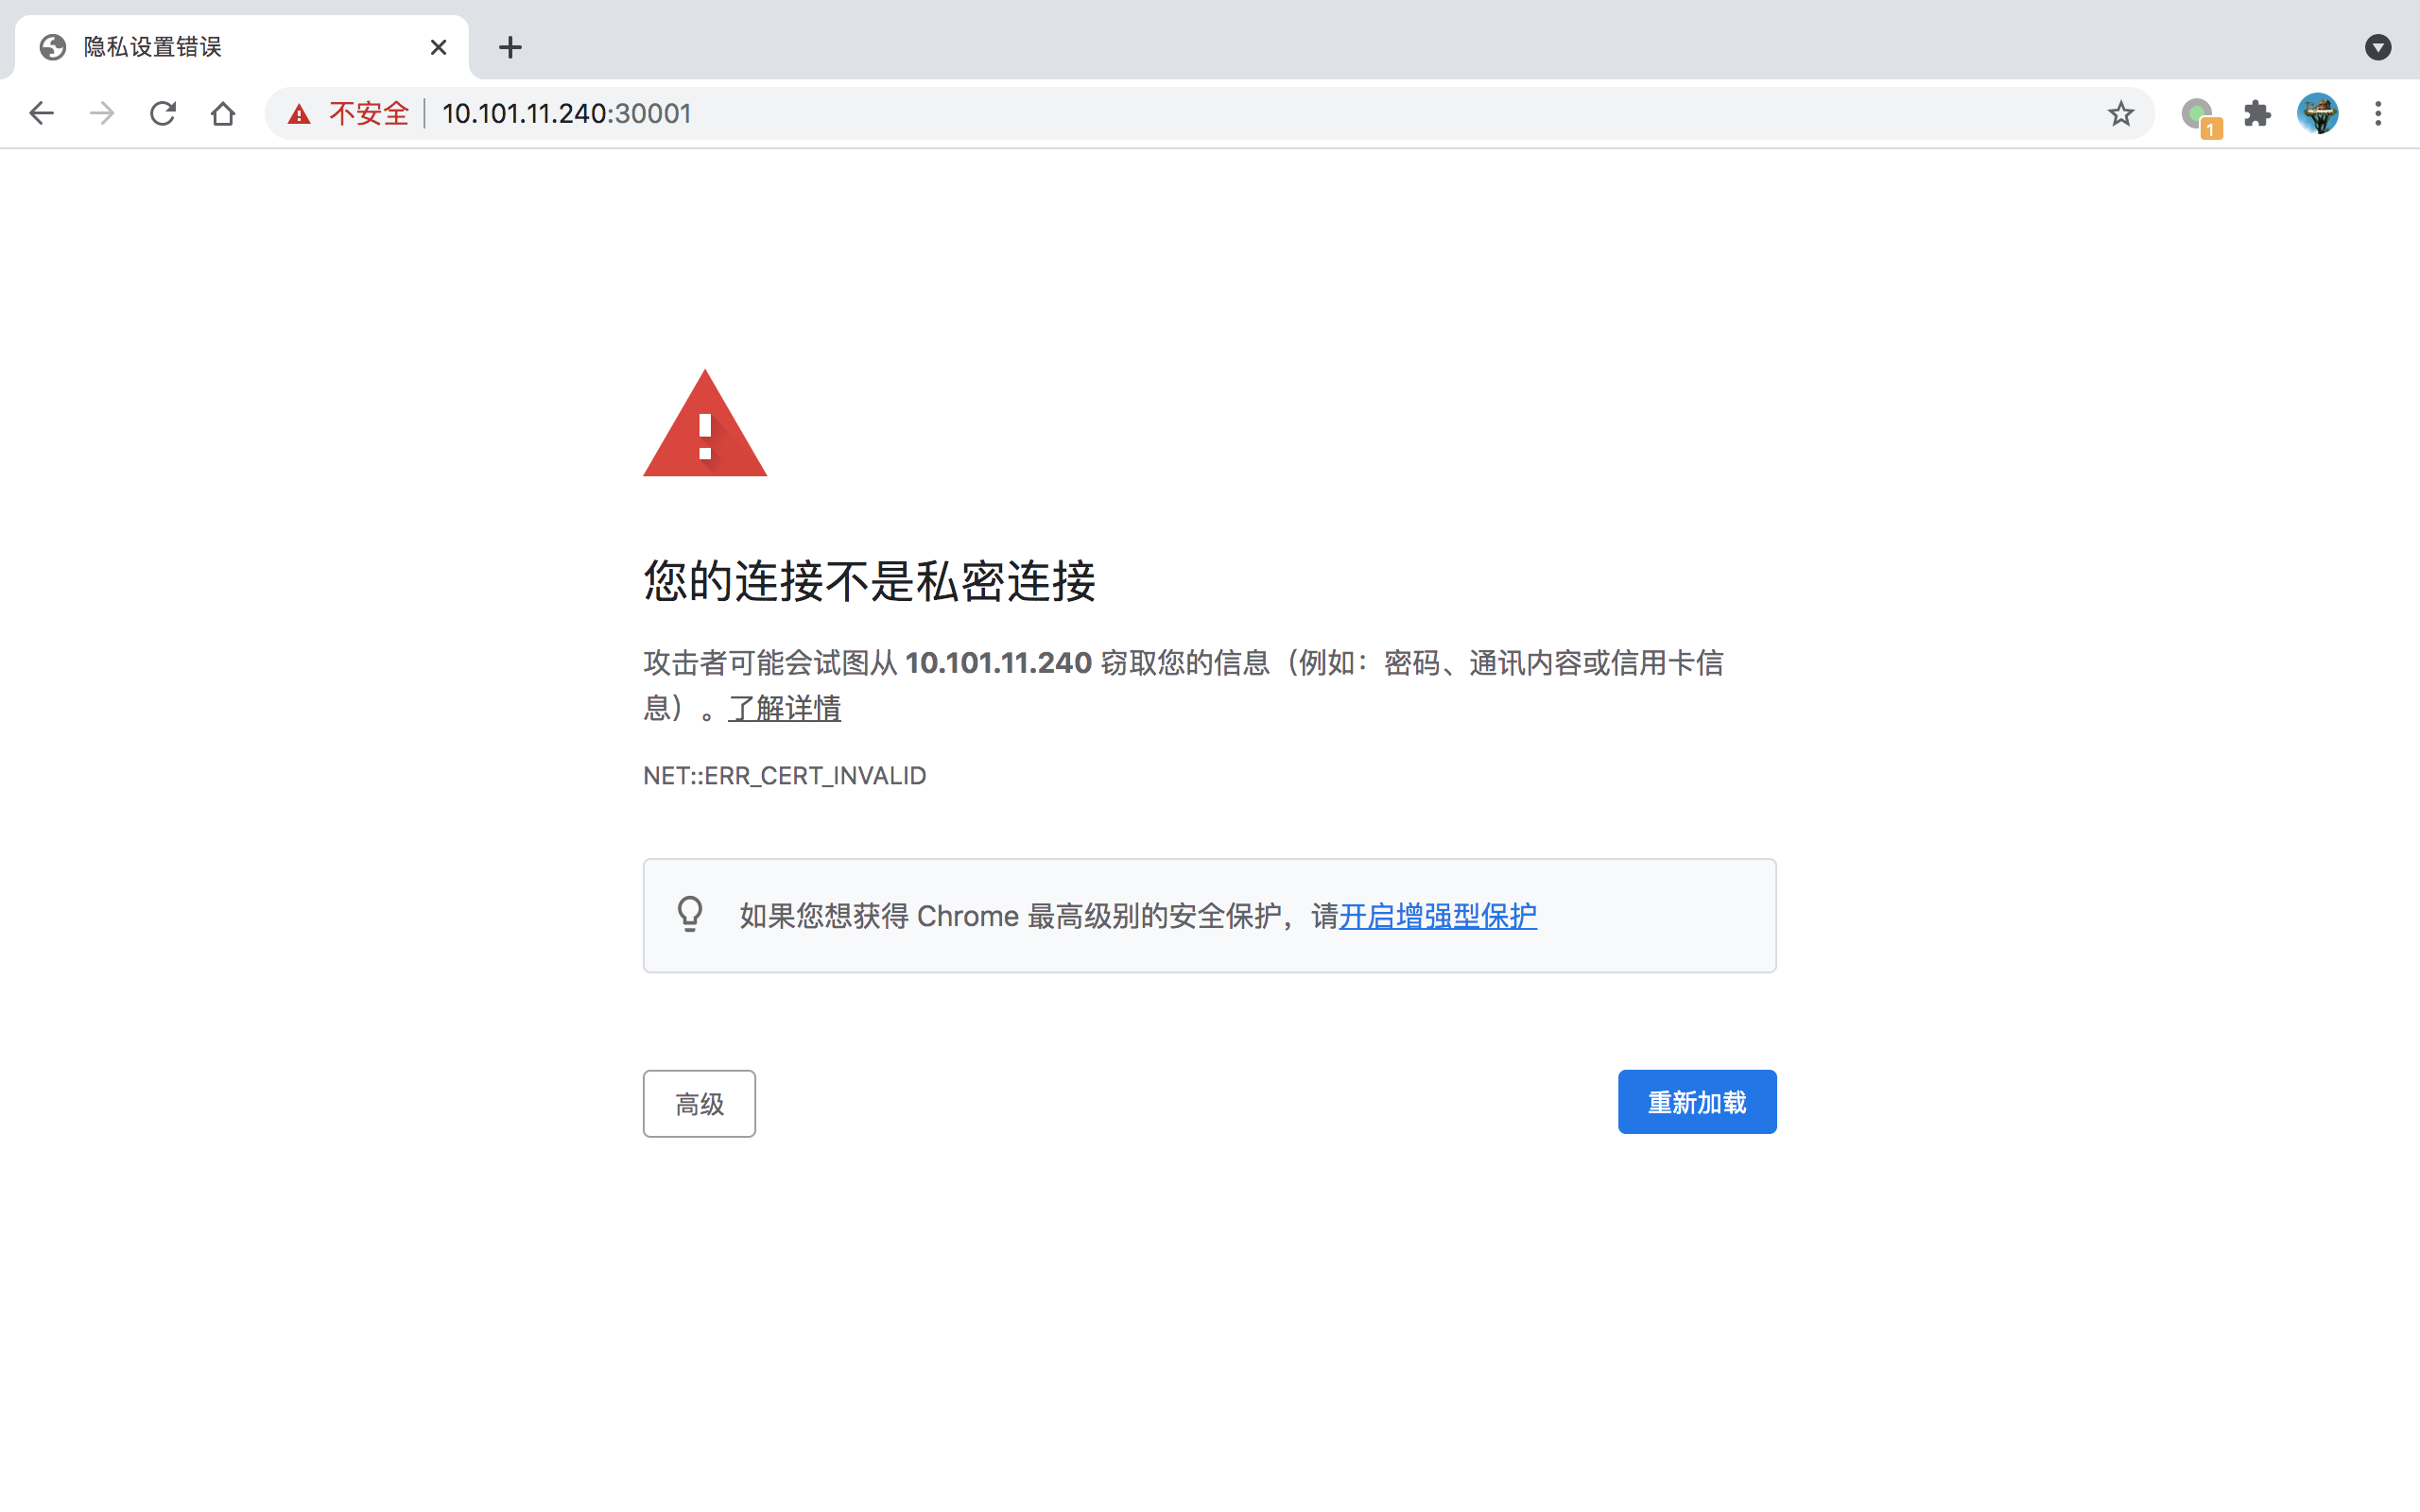 隐私设置错误
不安全 10.101.11.240:30001
1
您的连接不是私密连接
攻击者可能会试图从 10.101.11.240 窃取您的信息（例如：密码、通讯内容或信用卡信
息）。了解详情
NET::ERR_CERT_INVALID
如果您想获得 Chrome 最高级别的安全保护，请开启增强型保护
高级
重新加载